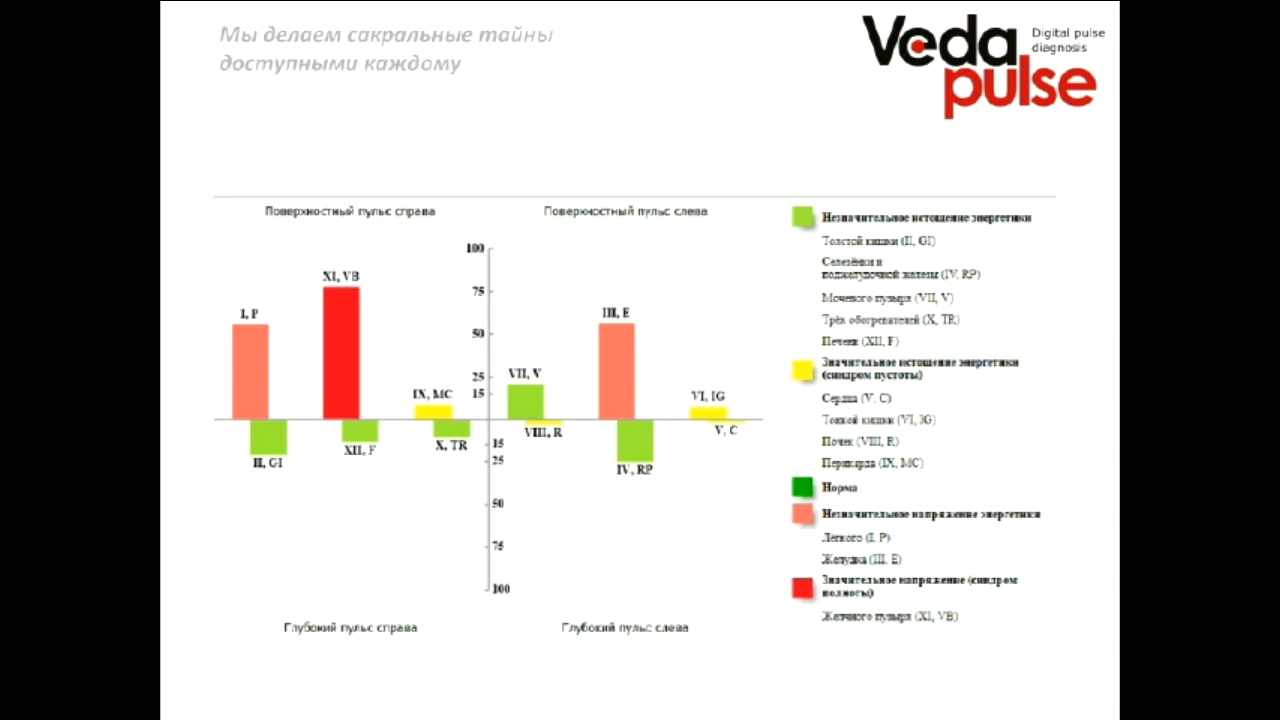 Мы делаем сакральные тайны
доступными каждому
Veda
pulse
Digital pulse
diagnosis
Поверхностный пульс справа
Поверхностный пульс слева
100
75
50
25
15
15
25
50
75
100
I, P
XI, VB
IX, MC
II, GI
XII, F
X, TR
VII, V
III, E
VI, IG
VIII, R
IV, RP
V, C
Глубокий пульс справа
Глубокий пульс слева
Незначительное истощение энергетики
Толстой кишки (II, GI)
Селезёнки и
поджелудочной железы (IV, RP)
Мочевого пузыря (VII, V)
Трёх обогревателей (X, TR)
Печени (XII, F)
Значительное истощение энергетики
(синдром пустоты)
Сердца (V, C)
Тонкой кишки (VI, IG)
Почек (VIII, R)
Перикарда (IX, MC)
Норма
Незначительное напряжение энергетики
Лёгкого (I, P)
Желудка (III, E)
Значительное напряжение (синдром
полноты)
Желчного пузыря (XI, VB)